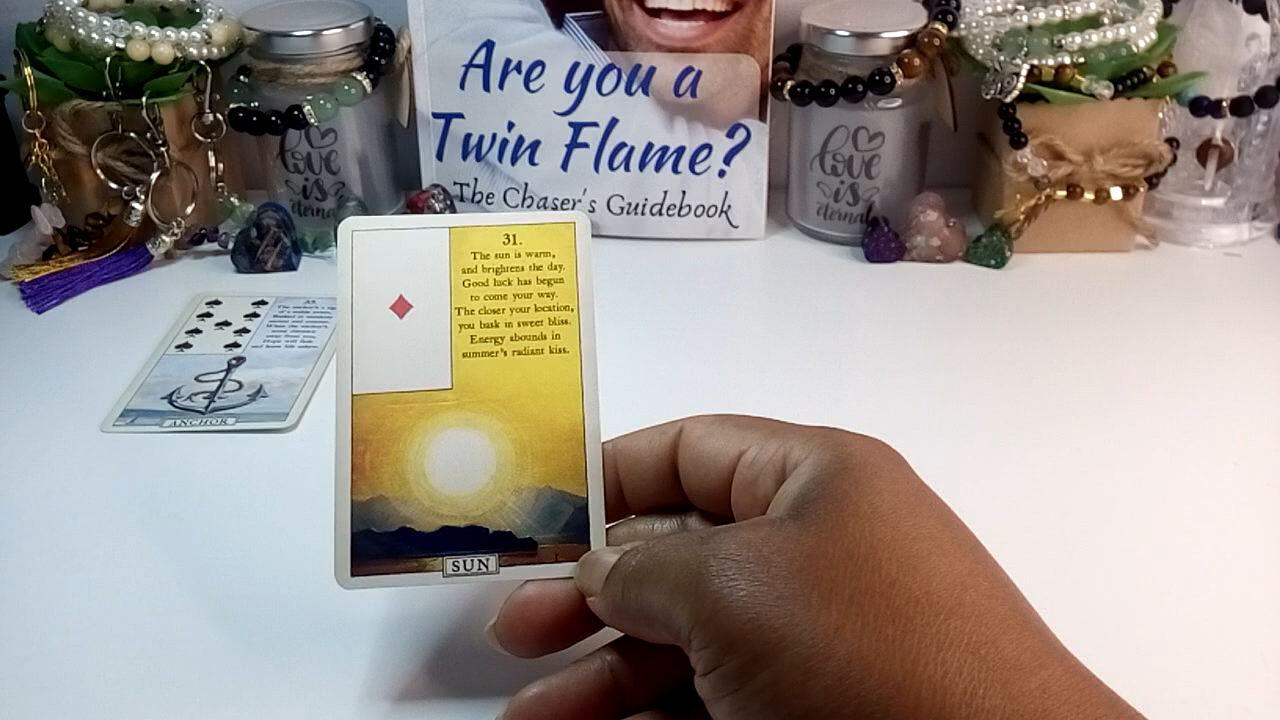 Are you a
Twin Flame?
The Chaser's Guidebook
love
is
eternal
love
is
eternal
31.
The sun is warm,
and brightens the day.
Good luck has begun
to come your way.
The closer your location,
you bask in sweet bliss.
Energy abounds in
summer's radiant kiss.
SUN
ANCHOR